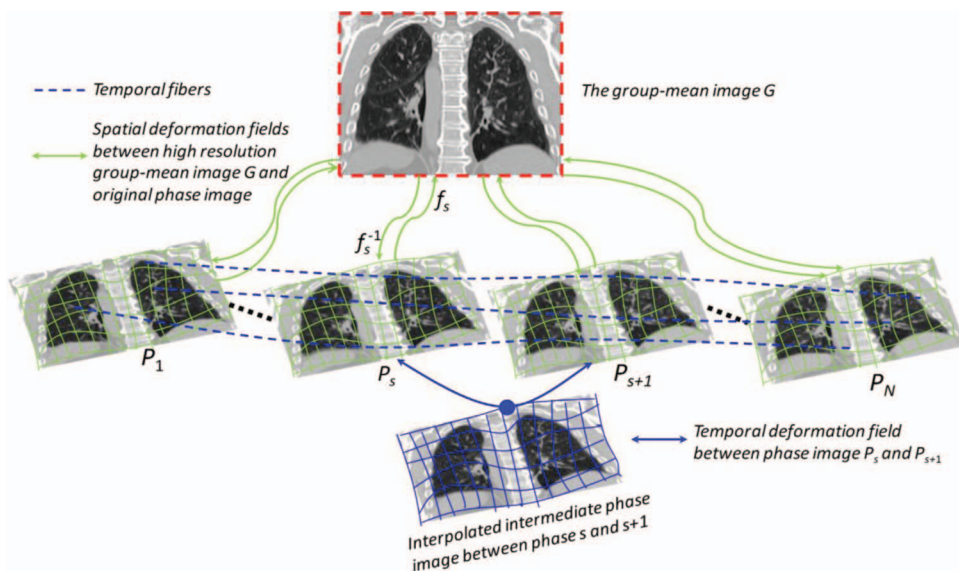 Temporal fibers
The group-mean image G
Spatial deformation fields
between high resolution
group-mean image G and
original phase image
f_s
f_s^-1
P_1
P_s
P_s+1
P_N
Temporal deformation field
between phase image P_s and P_s+1
Interpolated intermediate phase
image between phase s and s+1